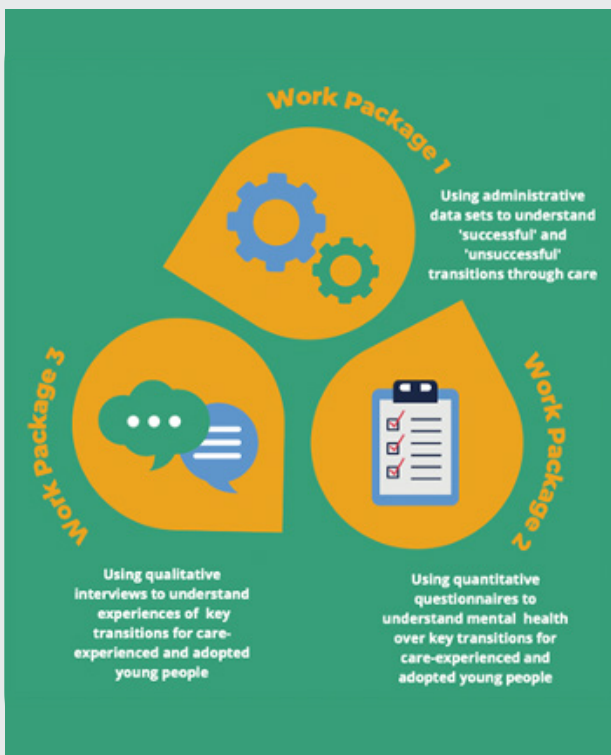 Work Package 1
Using administrative
data sets to understand
'successful' and
'unsuccessful'
transitions through care
Work Package 3
Work Package 2
Using qualitative
interviews to understand
experiences of key
transitions for care-
experienced and adopted
young people
Using quantitative
questionnaires to
understand mental health
over key transitions for
care-experienced and
adopted young people